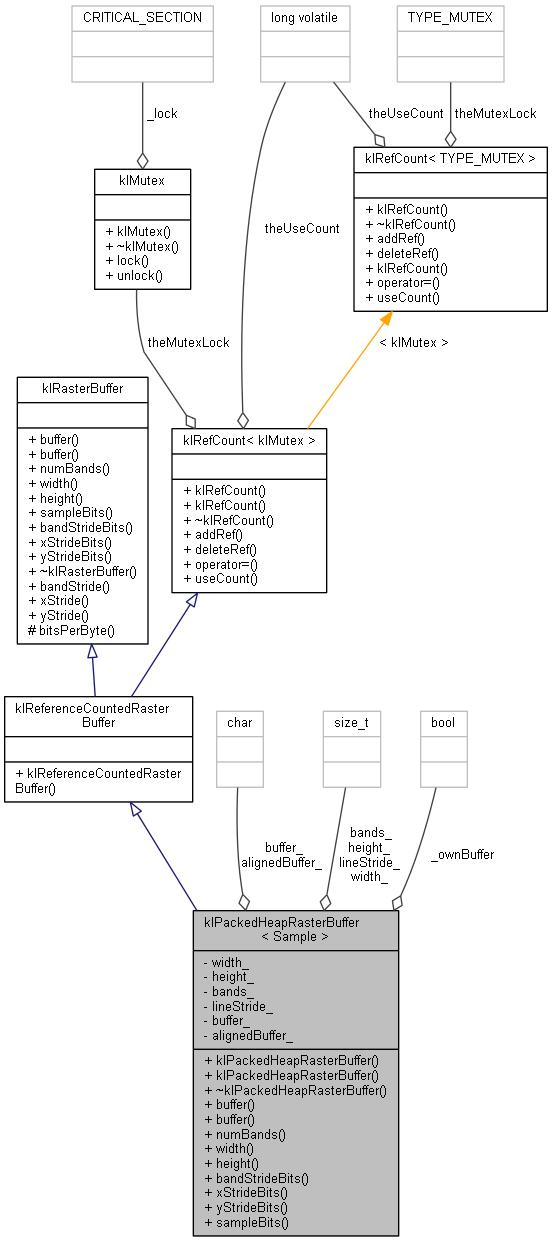 CRITICAL_SECTION
long volatile
TYPE_MUTEX
_lock
theUseCount
theMutexLock
klMutex
+ klMutex()
+ ~klMutex()
+ lock()
+ unlock()
klRefCount< TYPE_MUTEX >
+ klRefCount()
+ ~klRefCount()
+ addRef()
+ deleteRef()
+ klRefCount()
+ operator=()
+ useCount()
theUseCount
theMutexLock
< klMutex >
klRasterBuffer
+ buffer()
+ buffer()
+ numBands()
+ width()
+ height()
+ sampleBits()
+ bandStrideBits()
+ xStrideBits()
+ yStrideBits()
+ ~klRasterBuffer()
+ bandStride()
+ xStride()
+ yStride()
# bitsPerByte()
klRefCount< klMutex >
+ klRefCount()
+ klRefCount()
+ ~klRefCount()
+ addRef()
+ deleteRef()
+ operator=()
+ useCount()
klReferenceCountedRaster
Buffer
+ klReferenceCountedRaster
Buffer()
char
size_t
bool
buffer_
alignedBuffer_
bands_
height_
lineStride_
width_
_ownBuffer
klPackedHeapRasterBuffer
< Sample >
- width_
- height_
- bands_
- lineStride_
- buffer_
- alignedBuffer_
+ klPackedHeapRasterBuffer()
+ klPackedHeapRasterBuffer()
+ ~klPackedHeapRasterBuffer()
+ buffer()
+ buffer()
+ numBands()
+ width()
+ height()
+ bandStrideBits()
+ xStrideBits()
+ yStrideBits()
+ sampleBits()